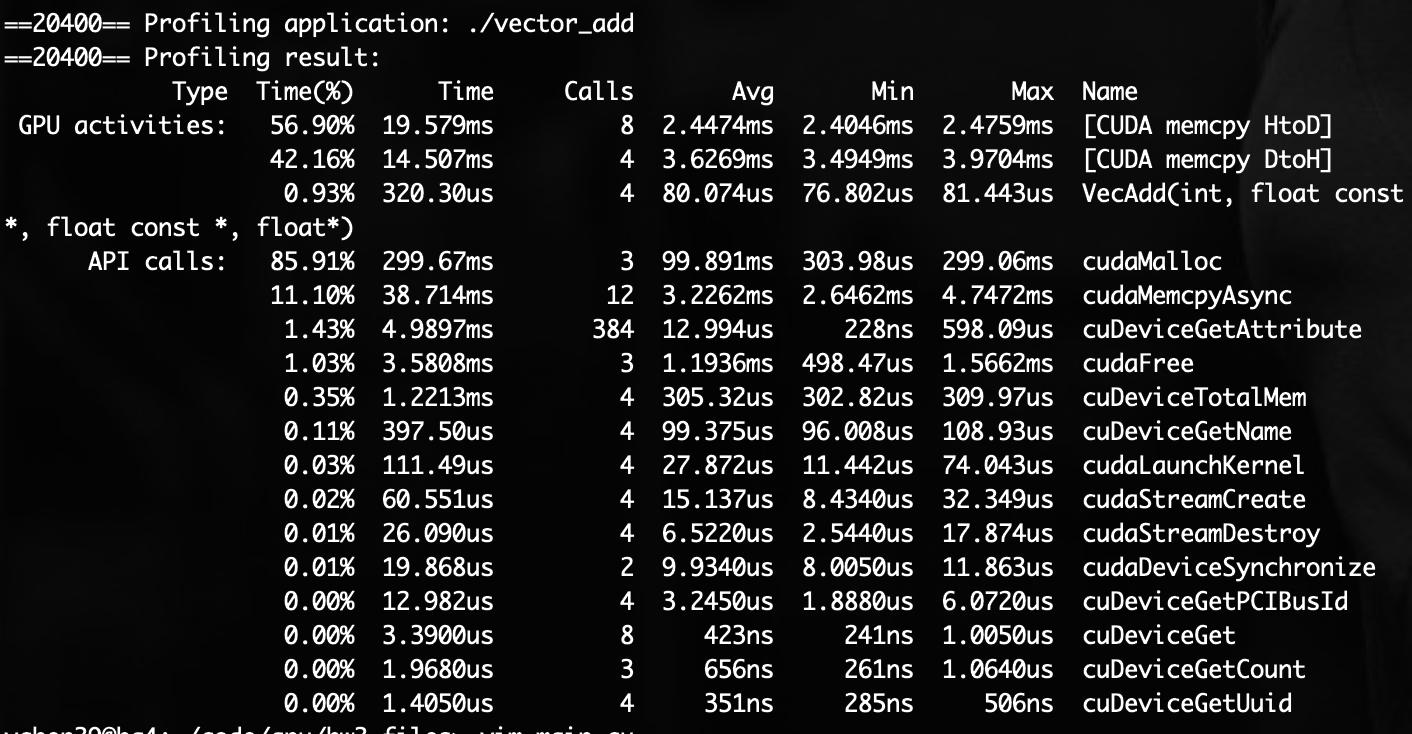 ==20400== Profiling application: ./vector_add
==20400== Profiling result:
Type Time(%) Time Calls Avg Min Max Name
GPU activities: 56.90% 19.579ms 8 2.4474ms 2.4046ms 2.4759ms [CUDA memcpy HtoD]
42.16% 14.507ms 4 3.6269ms 3.4949ms 3.9704ms [CUDA memcpy DtoH]
0.93% 320.30us 4 80.074us 76.802us 81.443us VecAdd(int, float const
*, float const *, float*)
API calls: 85.91% 299.67ms 3 99.891ms 303.98us 299.06ms cudaMalloc
11.10% 38.714ms 12 3.2262ms 2.6462ms 4.7472ms cudaMemcpyAsync
1.43% 4.9897ms 384 12.994us 228ns 598.09us cuDeviceGetAttribute
1.03% 3.5808ms 3 1.1936ms 498.47us 1.5662ms cudaFree
0.35% 1.2213ms 4 305.32us 302.82us 309.97us cuDeviceTotalMem
0.11% 397.50us 4 99.375us 96.008us 108.93us cuDeviceGetName
0.03% 111.49us 4 27.872us 11.442us 74.043us cudaLaunchKernel
0.02% 60.551us 4 15.137us 8.4340us 32.349us cudaStreamCreate
0.01% 26.090us 4 6.5220us 2.5440us 17.874us cudaStreamDestroy
0.01% 19.868us 2 9.9340us 8.0050us 11.863us cudaDeviceSynchronize
0.00% 12.982us 4 3.2450us 1.8880us 6.0720us cuDeviceGetPCIBusId
0.00% 3.3900us 8 423ns 241ns 1.0050us cuDeviceGet
0.00% 1.9680us 3 656ns 261ns 1.0640us cuDeviceGetCount
0.00% 1.4050us 4 351ns 285ns 506ns cuDeviceGetUuid